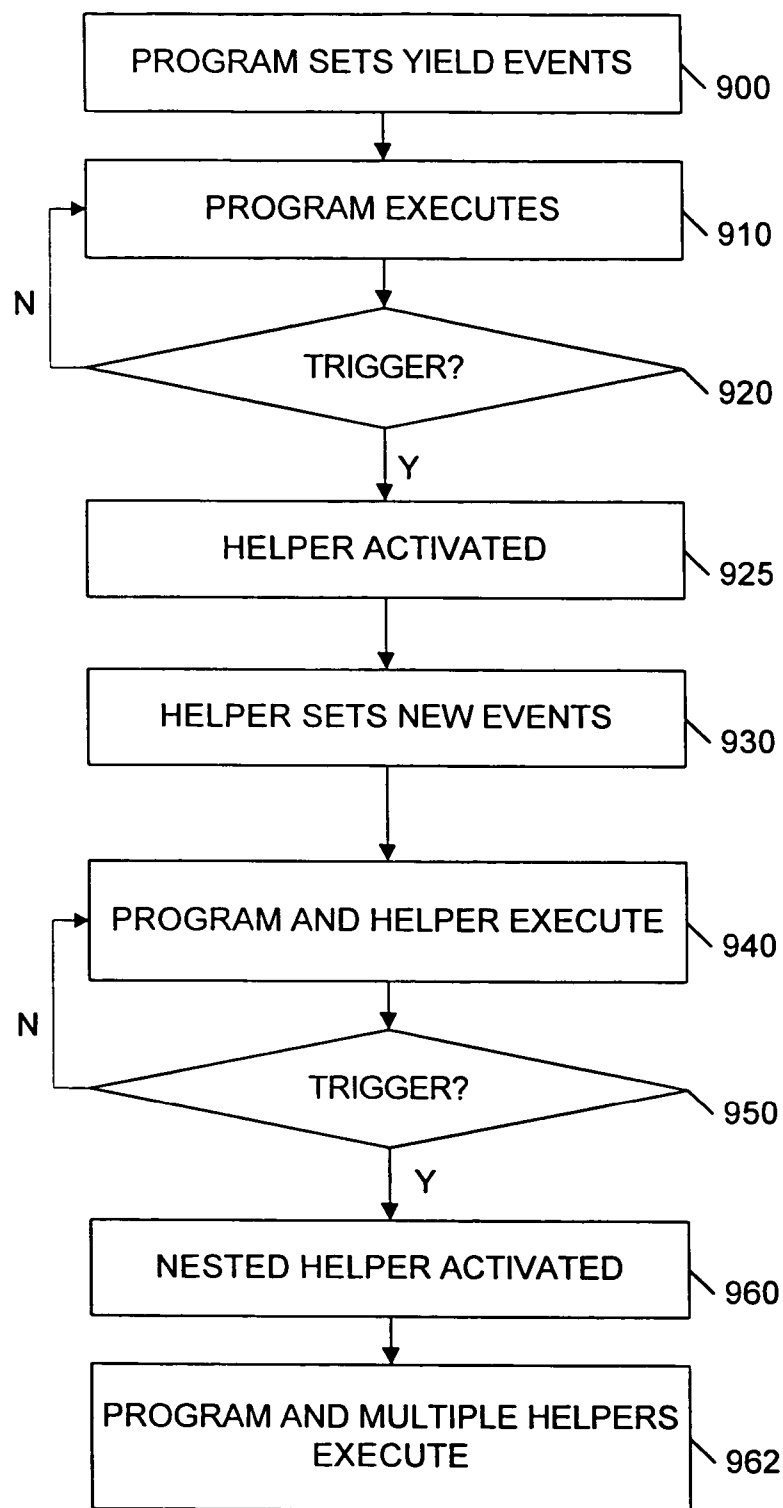 PROGRAM SETS YIELD EVENTS
900
PROGRAM EXECUTES
910
N
TRIGGER?
920
Y
HELPER ACTIVATED
925
HELPER SETS NEW EVENTS
930
PROGRAM AND HELPER EXECUTE
940
N
TRIGGER?
950
Y
NESTED HELPER ACTIVATED
960
PROGRAM AND MULTIPLE HELPERS
EXECUTE
962